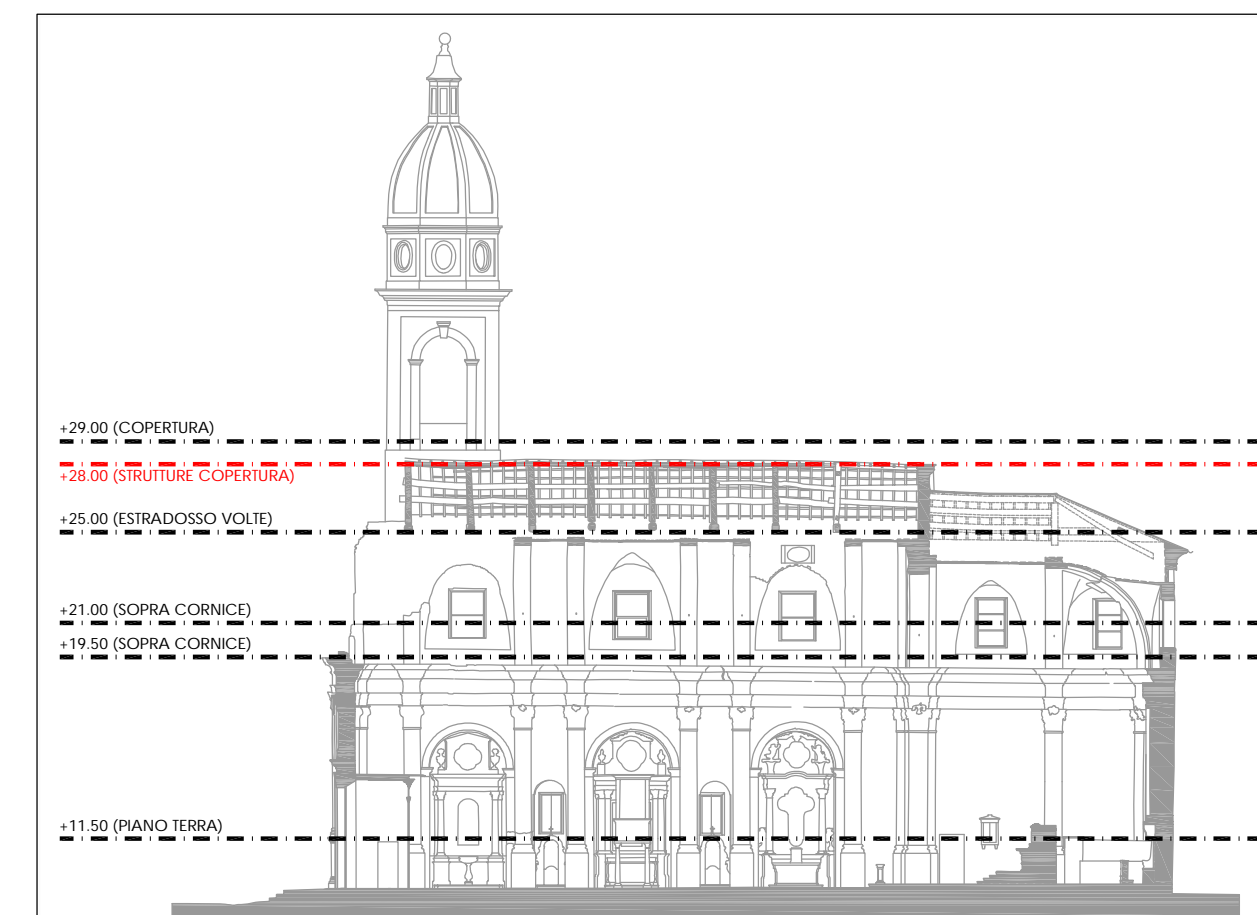 +29.00 (COPERTURA)
+28.00 (STRUTTURE COPERTURA)
+25.00 (ESTRADOSSO VOLTE)
+21.00 (SOPRA CORNICE)
+19.50 (SOPRA CORNICE)
+11.50 (PIANO TERRA)